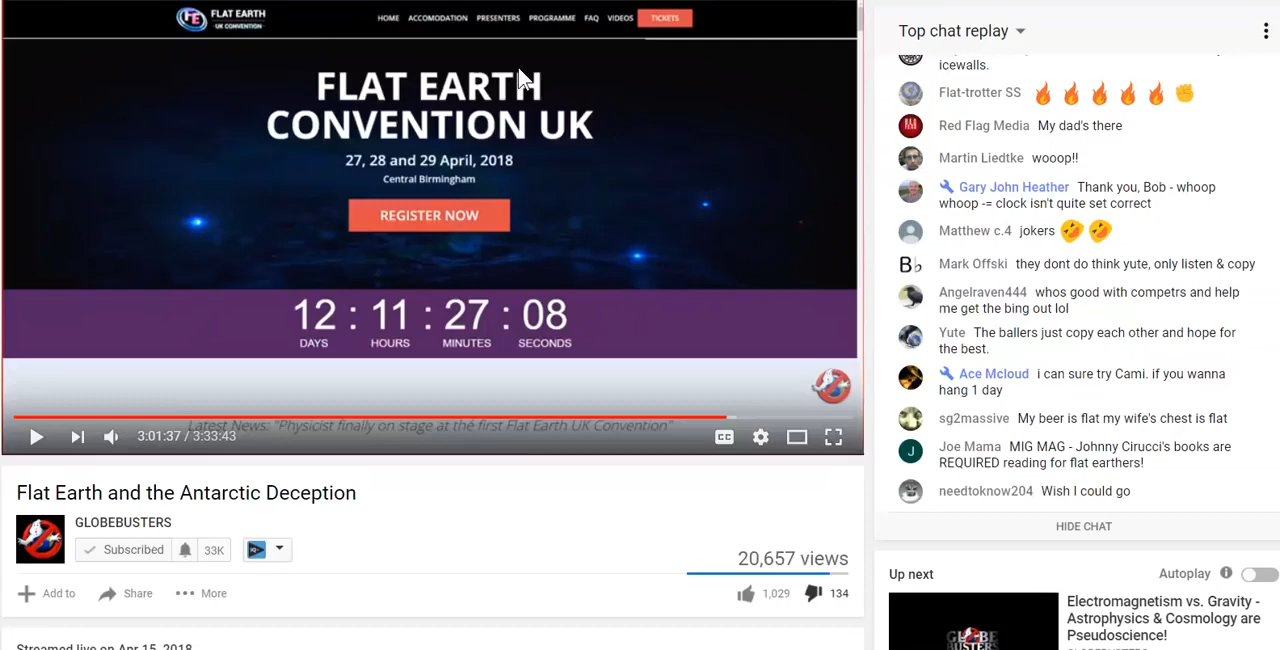 FE FLAT EARTH
UK CONVENTION
HOME ACCOMODATION PRESENTERS PROGRAMME FAQ VIDEOS TICKETS
FLAT EARTH
CONVENTION UK
27, 28 and 29 April, 2018
Central Birmingham
REGISTER NOW
12 : 11 : 27 : 08
DAYS HOURS MINUTES SECONDS
Latest News: "Physicist finally on stage at the first Flat Earth UK Convention"
3:01:37 / 3:33:43
CC
Flat Earth and the Antarctic Deception
GLOBEBUSTERS
Subscribed 33K
20,657 views
Add to Share More
1,029 134
Streamed live on Apr 15, 2018
Top chat replay
icewalls.
Flat-trotter SS
Red Flag Media My dad's there
Martin Liedtke wooop!!
Gary John Heather Thank you, Bob - whoop
whoop -= clock isn't quite set correct
Matthew c.4 jokers
Mark Offski they dont do think yute, only listen & copy
Angelraven444 whos good with competrs and help
me get the bing out lol
Yute The ballers just copy each other and hope for
the best.
Ace Mcloud i can sure try Cami. if you wanna
hang 1 day
sg2massive My beer is flat my wife's chest is flat
J Joe Mama MIG MAG - Johnny Cirucci's books are
REQUIRED reading for flat earthers!
needtoknow204 Wish I could go
HIDE CHAT
Up next
Autoplay
Electromagnetism vs. Gravity -
Astrophysics & Cosmology are
Pseudoscience!
GLOBEBUSTERS